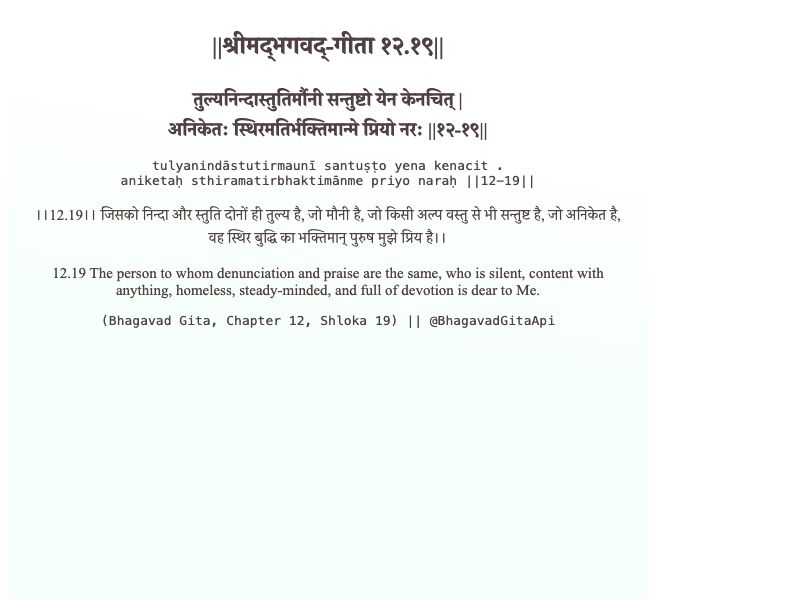 ||श्रीमद्भगवद्-गीता १२.१९||
तुल्यनिन्दास्तुतिर्मौनी सन्तुष्टो येन केनचित् |
अनिकेतः स्थिरमतिर्भक्तिमान्मे प्रियो नरः ||१२-१९||
tulyanindāstutirmaunī santuṣṭo yena kenacit .
aniketaḥ sthiramatirbhaktimānme priyo naraḥ ||12-19||
।।12.19।। जिसको निन्दा और स्तुति दोनों ही तुल्य है, जो मौनी है, जो किसी अल्प वस्तु से भी सन्तुष्ट है, जो अनिकेत है,
वह स्थिर बुद्धि का भक्तिमान् पुरुष मुझे प्रिय है।।
12.19 The person to whom denunciation and praise are the same, who is silent, content with
anything, homeless, steady-minded, and full of devotion is dear to Me.
(Bhagavad Gita, Chapter 12, Shloka 19) || @BhagavadGitaApi